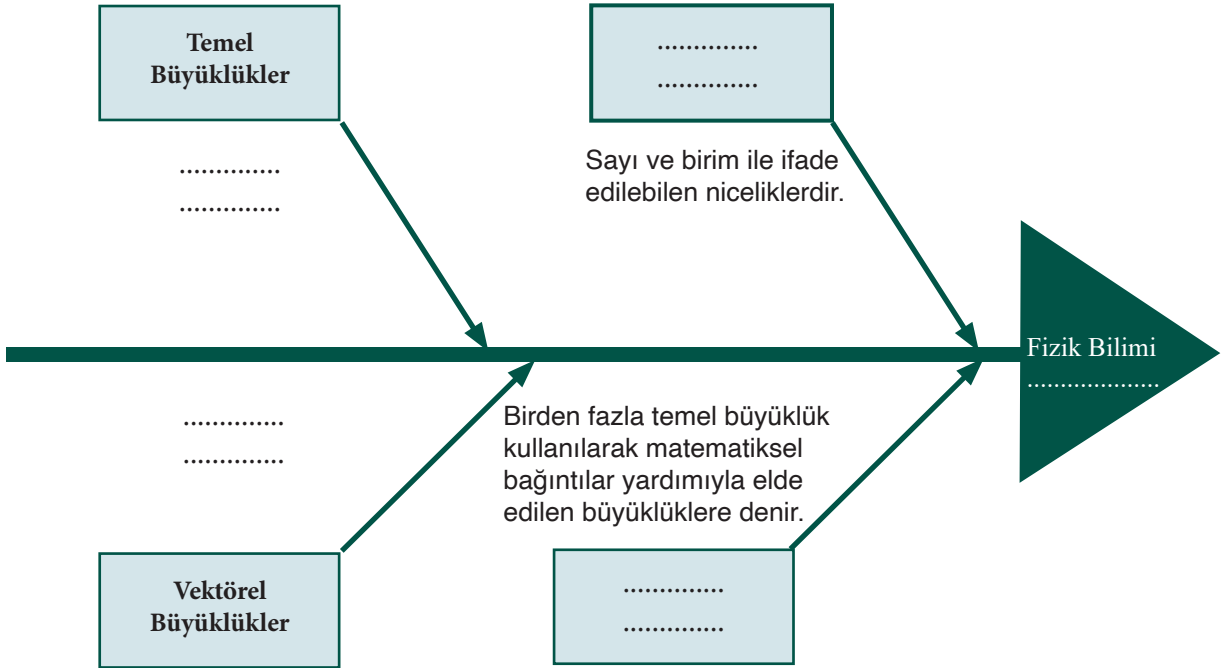 Temel
Büyüklükler
..............
..............
..............
..............
Sayı ve birim ile ifade
edilebilen niceliklerdir.
Fizik Bilimi
.....................
..............
..............
Birden fazla temel büyüklük
kullanılarak matematiksel
bağıntılar yardımıyla elde
edilen büyüklüklere denir.
Vektörel
Büyüklükler
..............
..............